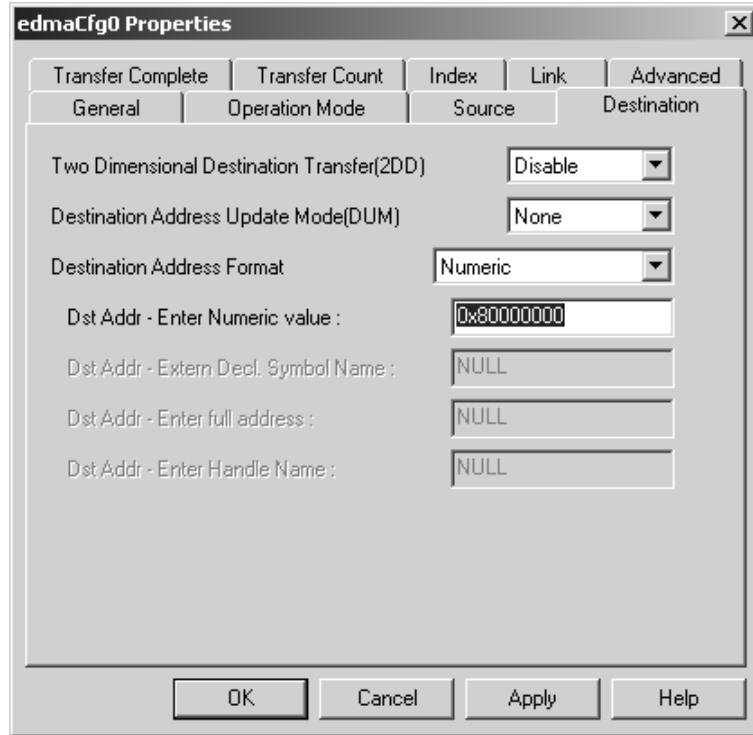 edmaCfg0 Properties
Transfer Complete Transfer Count Index Link Advanced
General Operation Mode Source Destination
Two Dimensional Destination Transfer(2DD) Disable
Destination Address Update Mode(DUM) None
Destination Address Format Numeric
Dst Addr - Enter Numeric value : 0x80000000
Dst Addr - Extern Decl. Symbol Name : NULL
Dst Addr - Enter full address : NULL
Dst Addr - Enter Handle Name : NULL
OK Cancel Apply Help